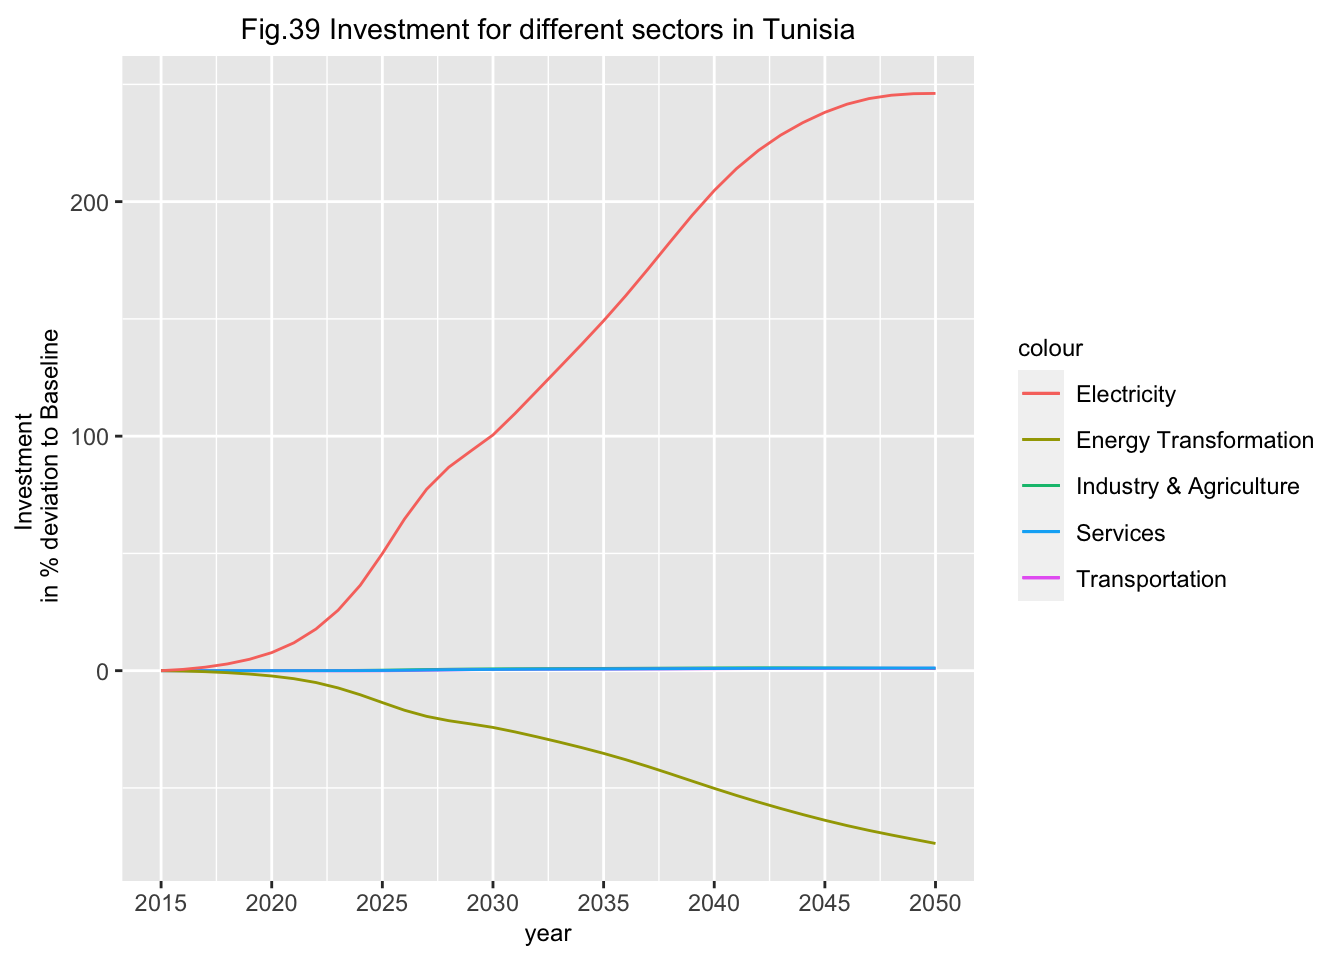 Fig.39 Investment for different sectors in Tunisia
Investment
in % deviation to Baseline
200
100
0
2015 2020 2025 2030 2035 2040 2045 2050
year
colour
Electricity
Energy Transformation
Industry & Agriculture
Services
Transportation